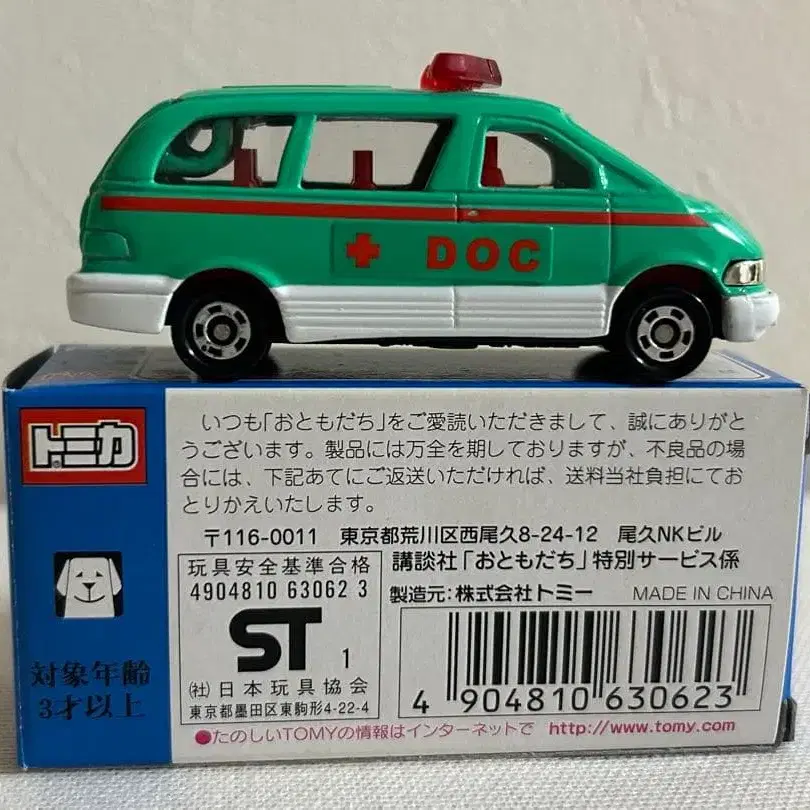 DOC
トミカ
いつも「おともだち」をご愛読いただきまして、誠にありがと
うございます。製品には万全を期しておりますが、不良品の場
合には、下記あてにご返送いただければ、送料当社負担にてお
とりかえいたします。
〒116-0011 東京都荒川区西尾久8-24-12 尾久NKビル
講談社「おともだち」特別サービス係
製造元:株式会社トミー MADE IN CHINA
玩具安全基準合格
4904810 63062 3
ST 1
(社)日本玩具協会
東京都墨田区東駒形4-22-4
4 904810 630623
●たのしいTOMYの情報はインターネットで http://www.tomy.com
対象年齢
3才以上